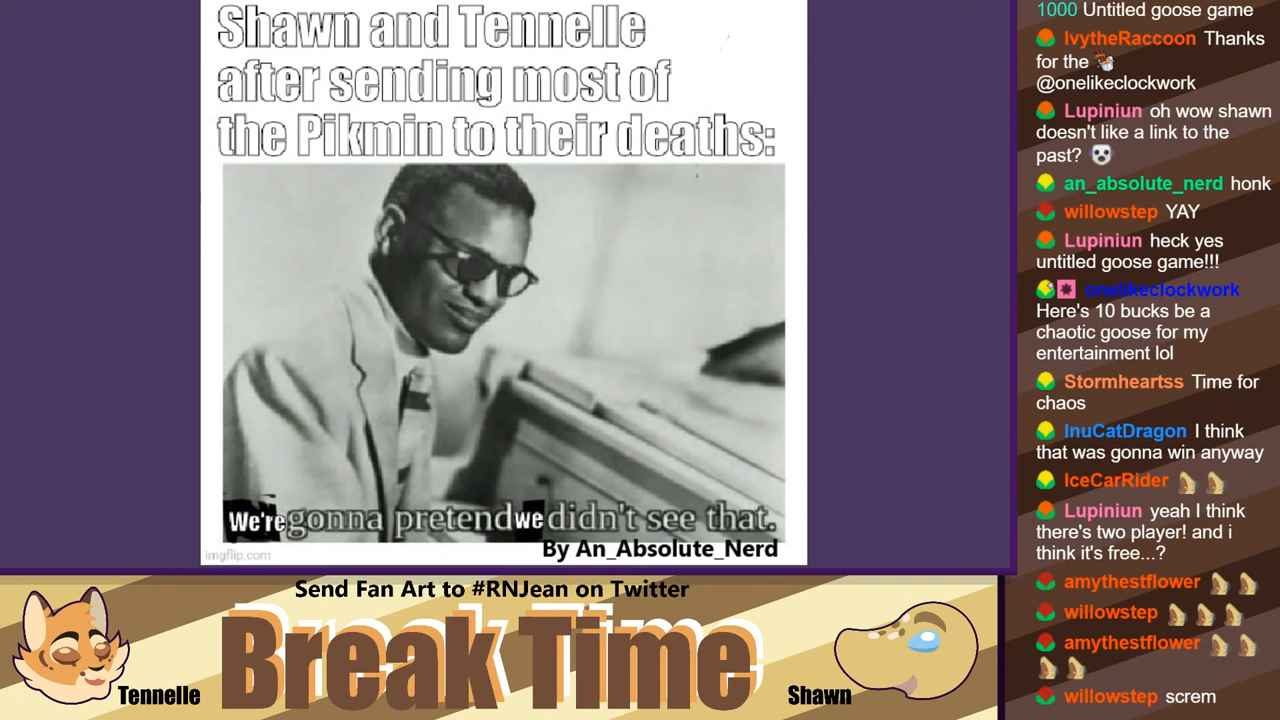 Shawn and Tennelle
after sending most of
the Pikmin to their deaths:
We're gonna pretend we didn't see that.
By An_Absolute_Nerd
imgflip.com
Send Fan Art to #RNJean on Twitter
Break Time
Tennelle
Shawn
1000 Untitled goose game
IvytheRaccoon Thanks
for the
@onelikeclockwork
Lupiniun oh wow shawn
doesn't like a link to the
past?
an_absolute_nerd honk
willowstep YAY
Lupiniun heck yes
untitled goose game!!!
onelikeclockwork
Here's 10 bucks be a
chaotic goose for my
entertainment lol
Stormheartss Time for
chaos
InuCatDragon I think
that was gonna win anyway
IceCarRider
Lupiniun yeah I think
there's two player! and i
think it's free...?
amythestflower
willowstep
amythestflower
willowstep screm